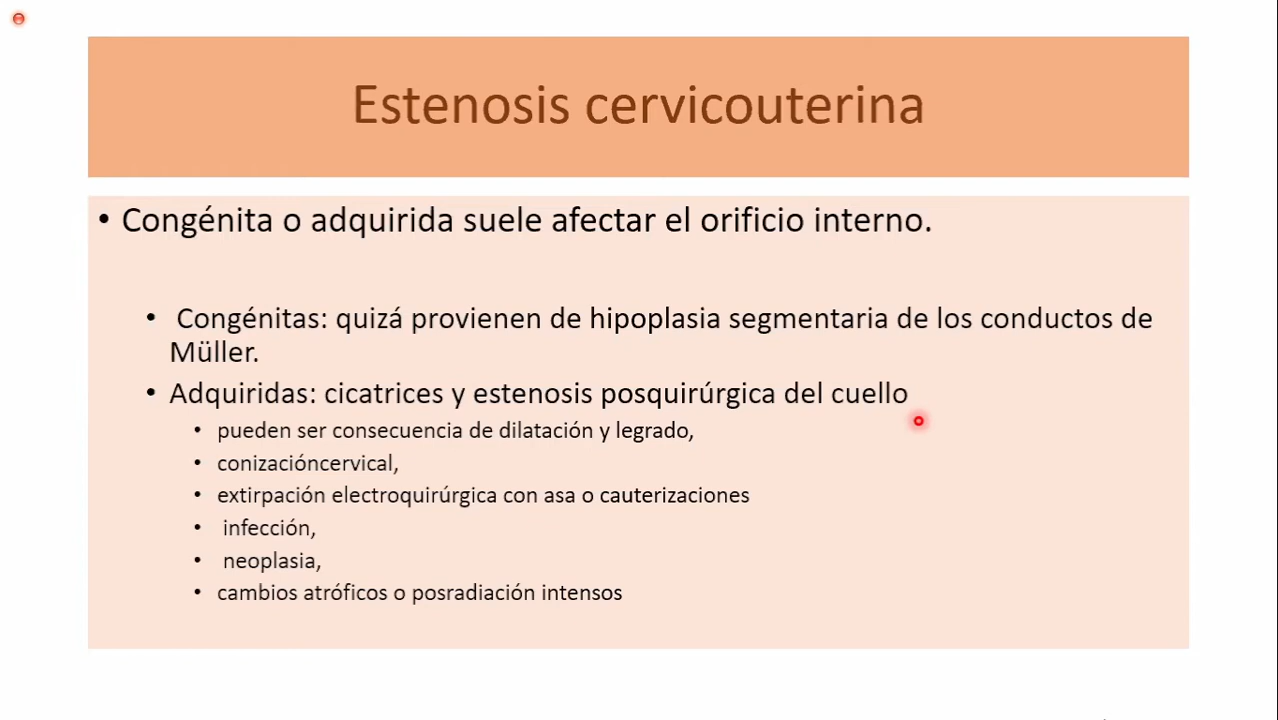 Estenosis cervicouterina
• Congénita o adquirida suele afectar el orificio interno.
• Congénitas: quizá provienen de hipoplasia segmentaria de los conductos de
Müller.
• Adquiridas: cicatrices y estenosis posquirúrgica del cuello
• pueden ser consecuencia de dilatación y legrado,
• conizacióncervical,
• extirpación electroquirúrgica con asa o cauterizaciones
• infección,
• neoplasia,
• cambios atróficos o posradiación intensos